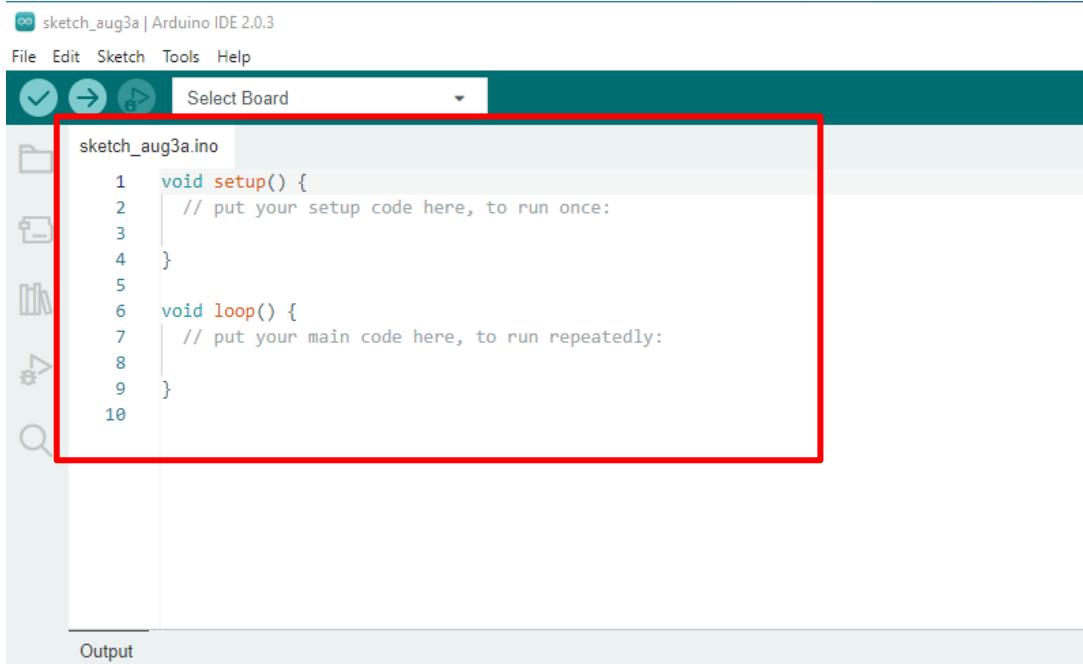 sketch_aug3a | Arduino IDE 2.0.3
File Edit Sketch Tools Help
Select Board
sketch_aug3a.ino
1 void setup() {
2 // put your setup code here, to run once:
3
4 }
5
6 void loop() {
7 // put your main code here, to run repeatedly:
8
9 }
10
Output